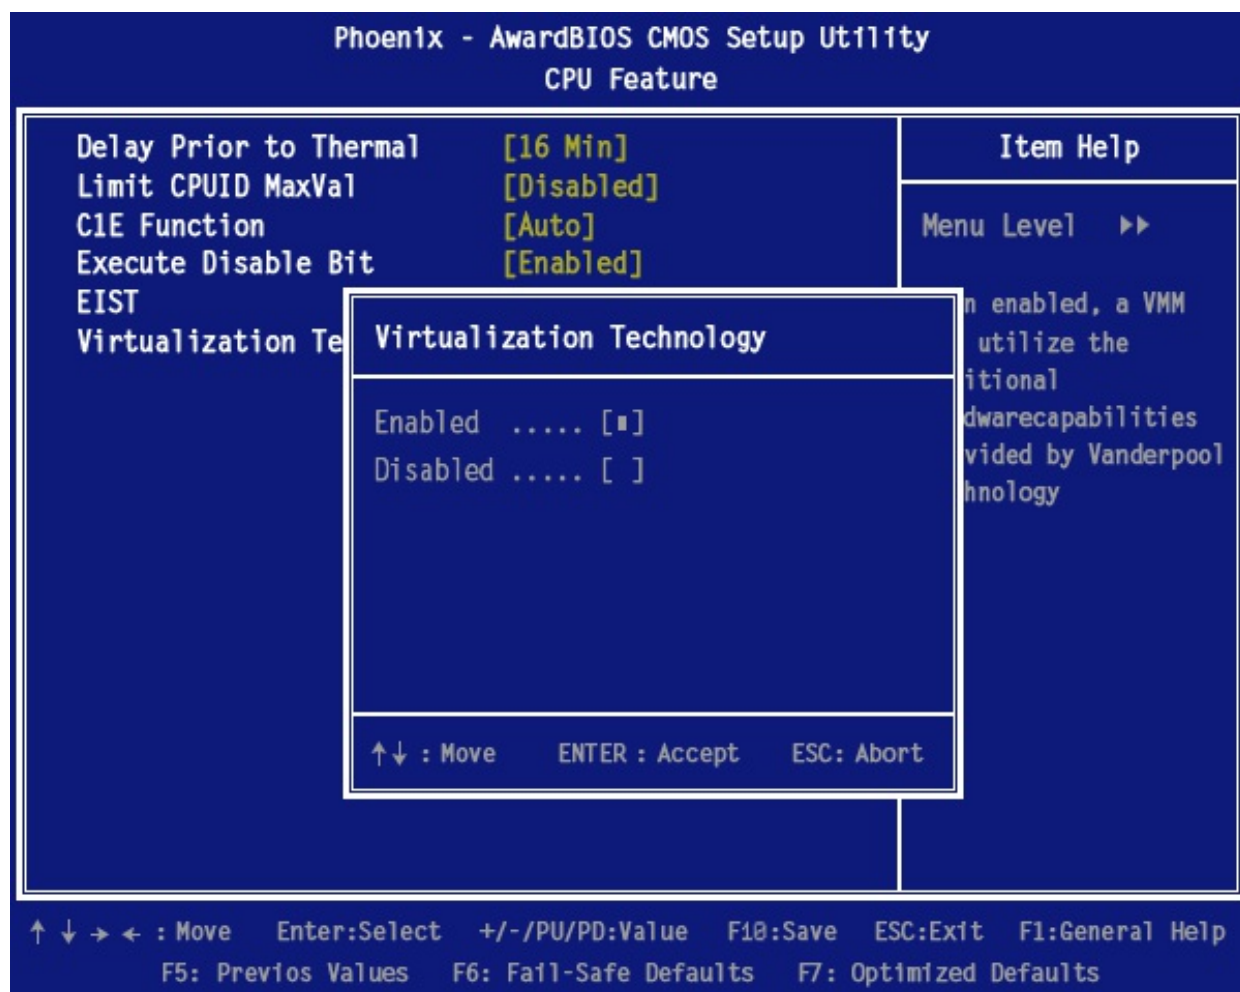 Phoenix - AwardBIOS CMOS Setup Utility
CPU Feature
Delay Prior to Thermal [16 Min]
Limit CPUID MaxVal [Disabled]
C1E Function [Auto]
Execute Disable Bit [Enabled]
EIST
Virtualization Te
Item Help
Menu Level ▸▸
n enabled, a VMM
utilize the
itional
dwarecapabilities
vided by Vanderpool
hnology
Virtualization Technology
Enabled ..... [∎]
Disabled ..... [ ]
↑↓ : Move ENTER : Accept ESC: Abort
↑ ↓ → ← : Move Enter:Select +/-/PU/PD:Value F10:Save ESC:Exit F1:General Help
F5: Previos Values F6: Fail-Safe Defaults F7: Optimized Defaults